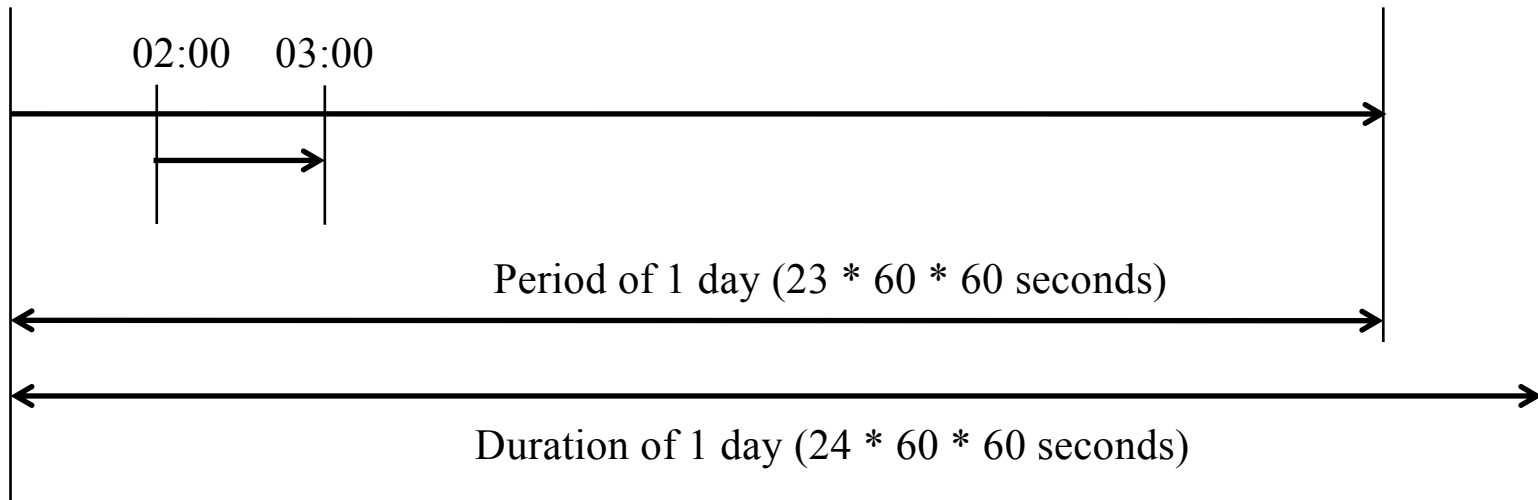 02:00 03:00
Period of 1 day (23 * 60 * 60 seconds)
Duration of 1 day (24 * 60 * 60 seconds)